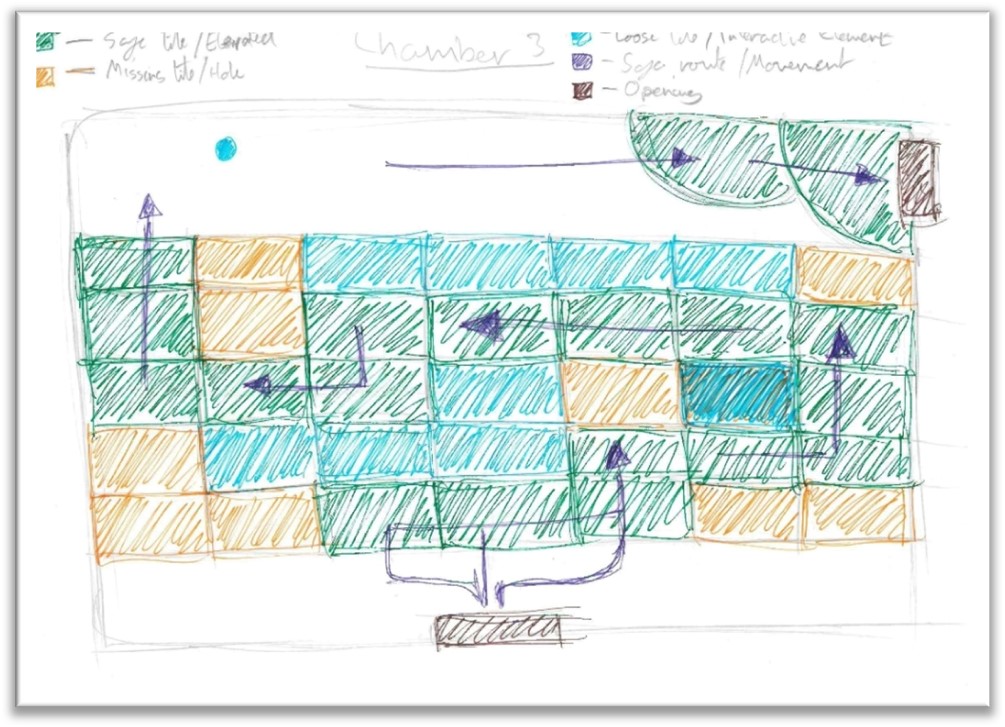 – Safe tile/Elevated
– Missing tile/Hole
Chamber 3
– Loose tile/Interactive Element
– Safe route/Movement
– Opening